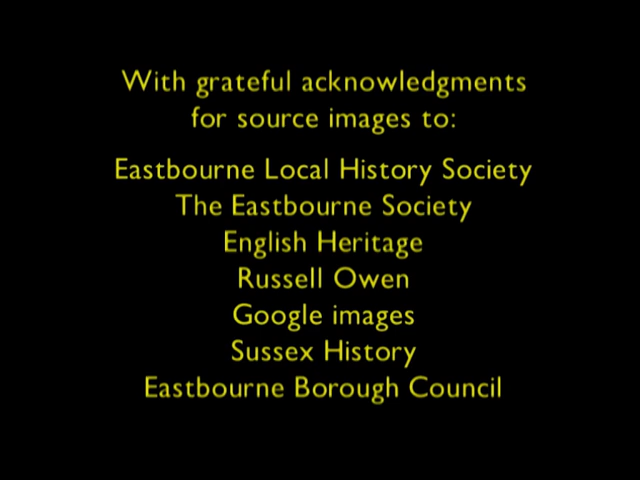 With grateful acknowledgments
for source images to:
Eastbourne Local History Society
The Eastbourne Society
English Heritage
Russell Owen
Google images
Sussex History
Eastbourne Borough Council